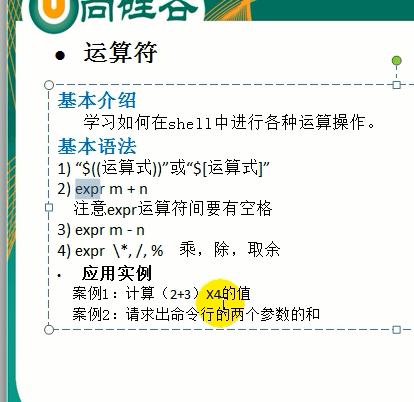 尚硅谷
• 运算符
基本介绍
学习如何在shell中进行各种运算操作。
基本语法
1) “$((运算式))”或“$[运算式]”
2) expr m + n
注意expr运算符间要有空格
3) expr m - n
4) expr \*, /, % 乘，除，取余
• 应用实例
案例1：计算（2+3）X4的值
案例2：请求出命令行的两个参数的和